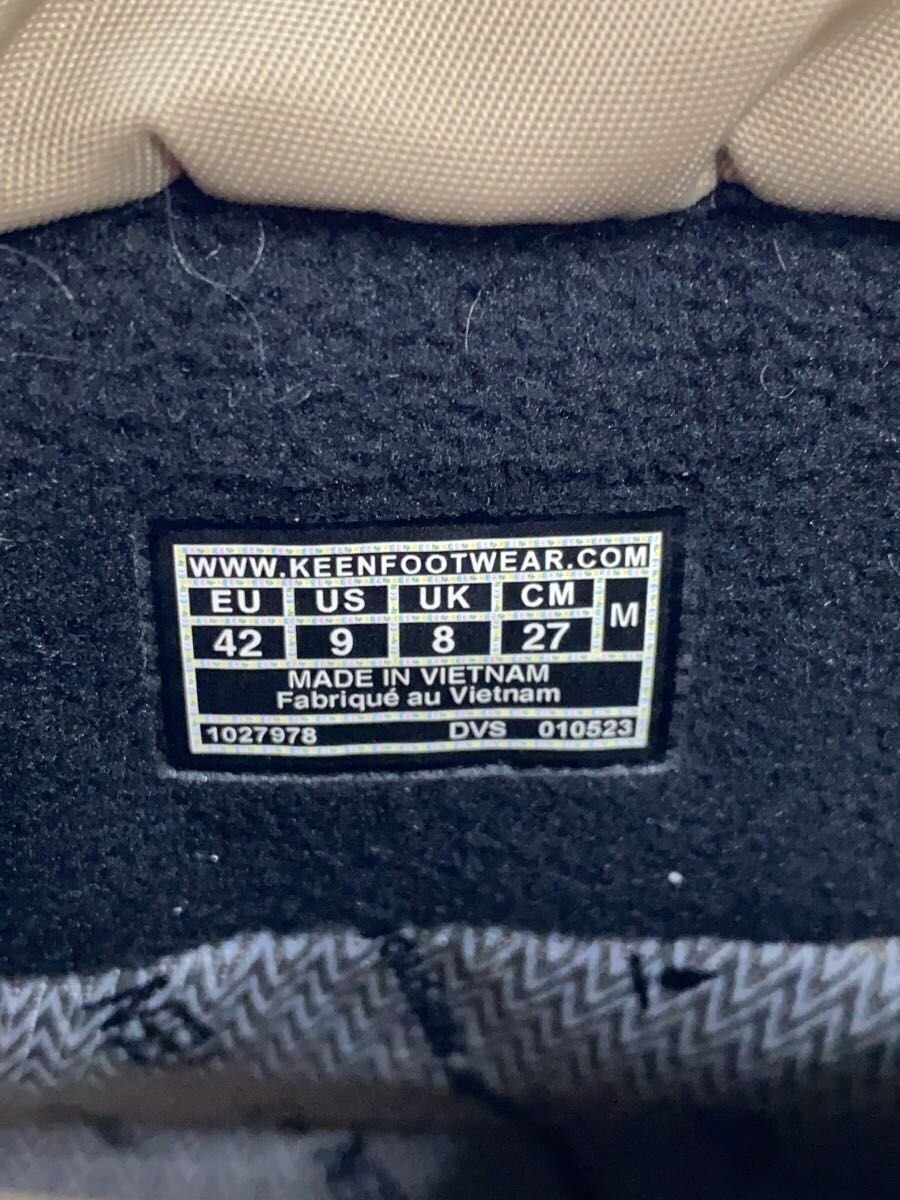 WWW.KEENFOOTWEAR.COM
EU US UK CM M
42 9 8 27
MADE IN VIETNAM
Fabriqué au Vietnam
1027978 DVS 010523